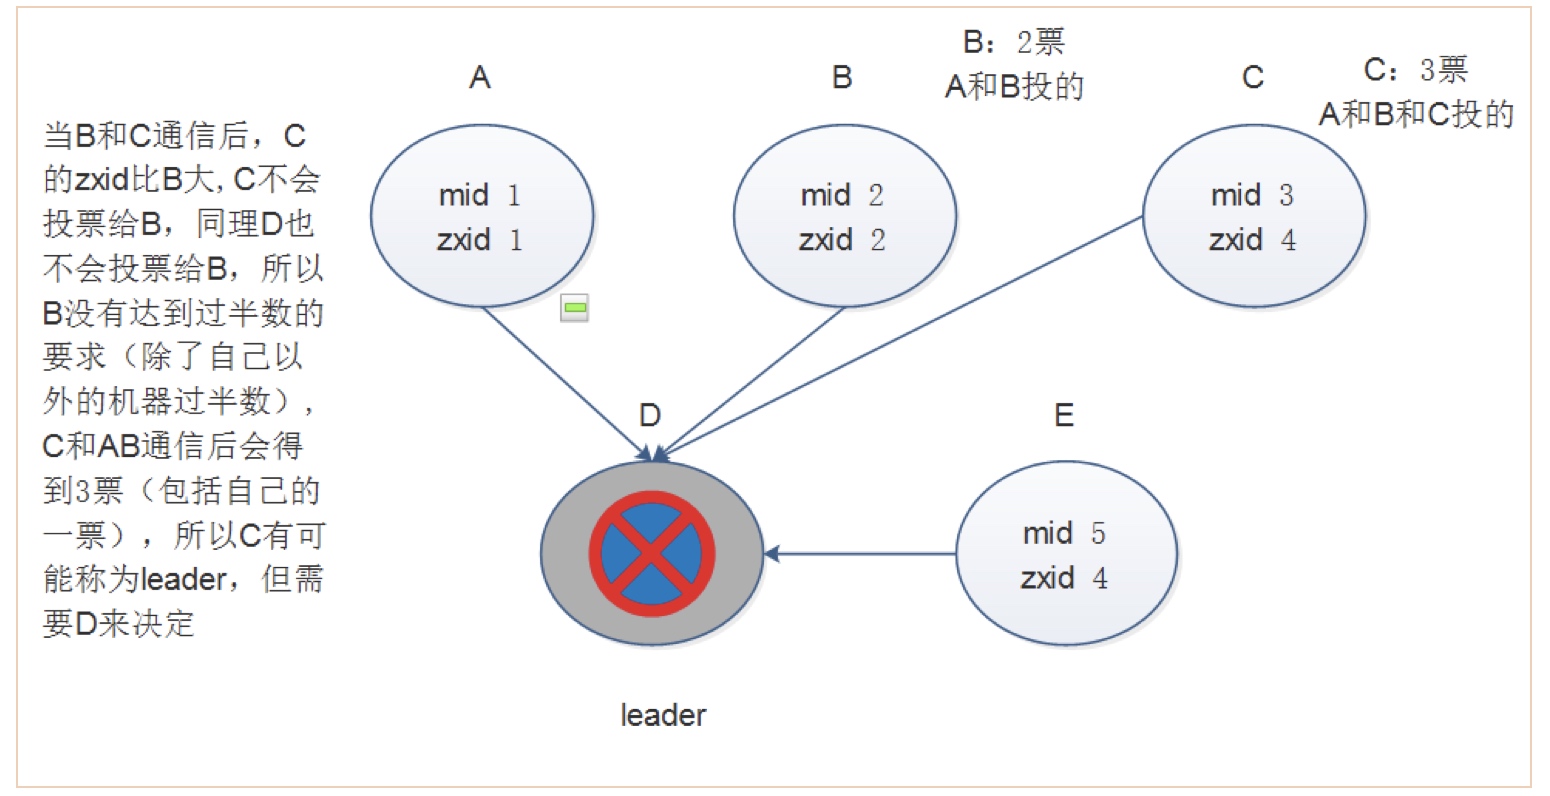 当B和C通信后，C
的zxid比B大, C不会
投票给B，同理D也
不会投票给B，所以
B没有达到过半数的
要求（除了自己以
外的机器过半数）,
C和AB通信后会得
到3票（包括自己的
一票），所以C有可
能称为leader，但需
要D来决定
A
mid 1
zxid 1
B
B：2票
A和B投的
mid 2
zxid 2
C
C：3票
A和B和C投的
mid 3
zxid 4
D
leader
E
mid 5
zxid 4